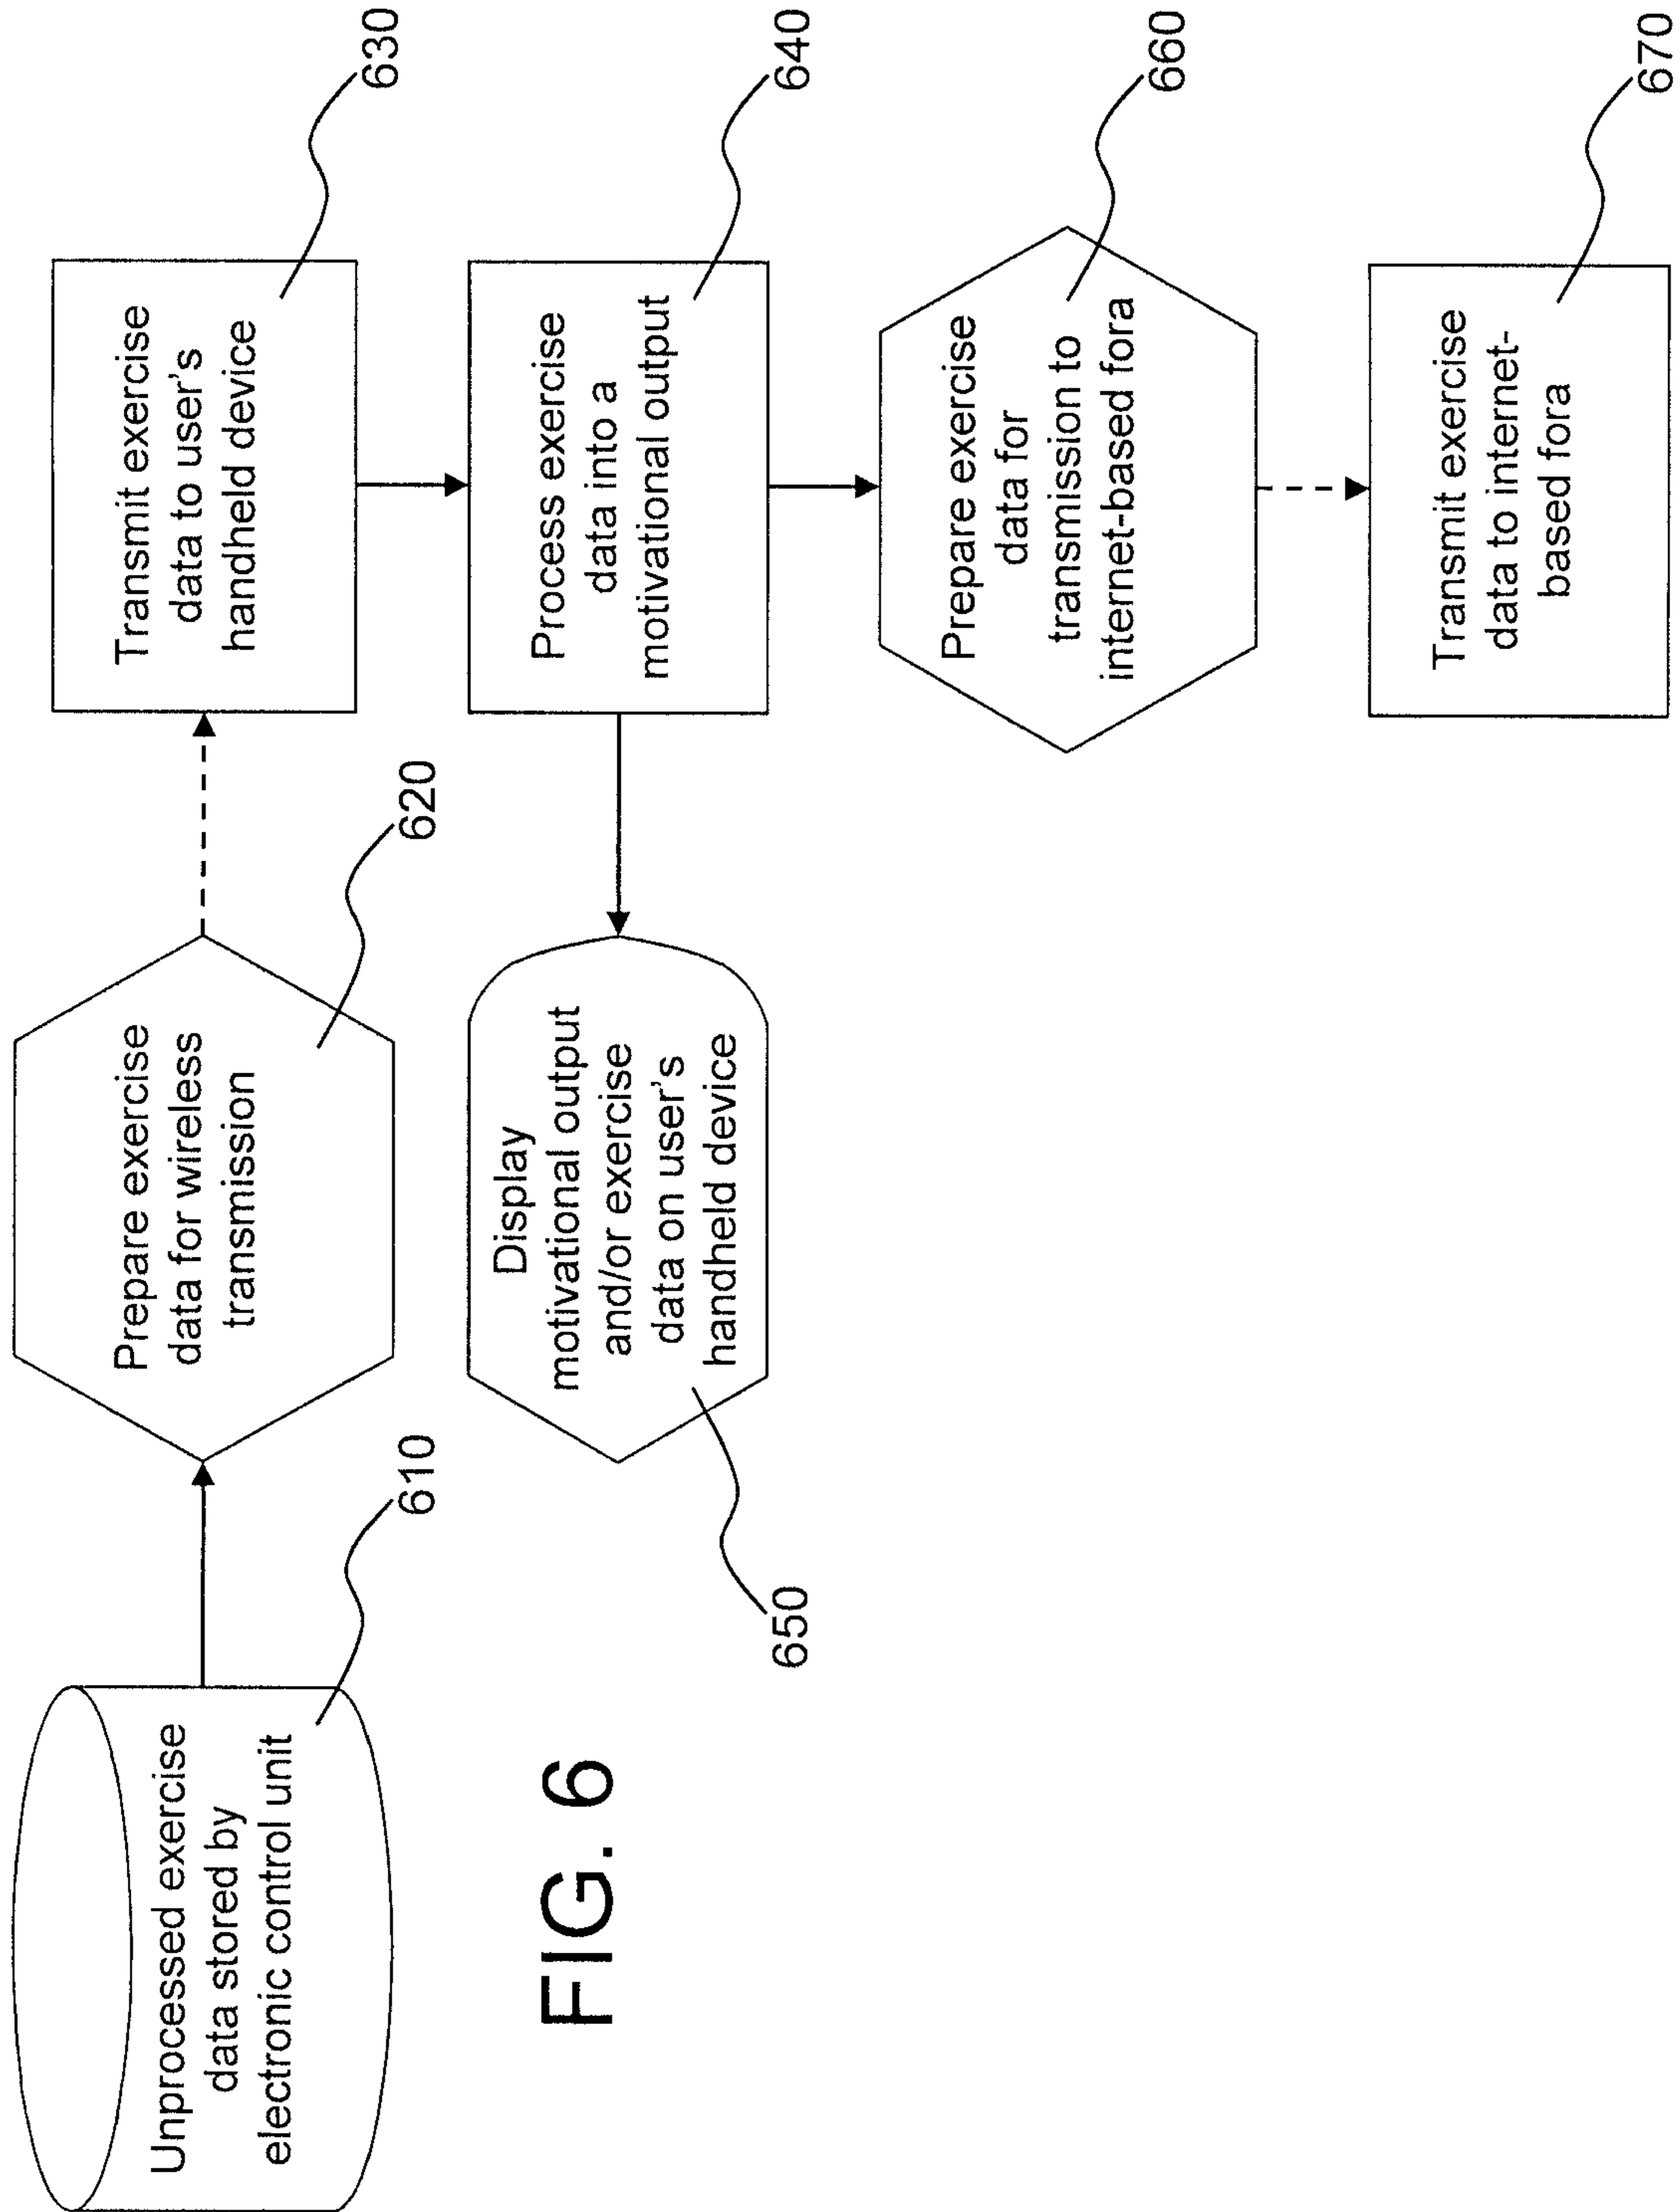 Unprocessed exercise
data stored by
electronic control unit
610
Prepare exercise
data for wireless
transmission
620
Transmit exercise
data to user's
handheld device
630
Process exercise
data into a
motivational output
640
Display
motivational output
and/or exercise
data on user's
handheld device
650
Prepare exercise
data for
transmission to
internet-based fora
660
Transmit exercise
data to internet-
based fora
670
FIG. 6